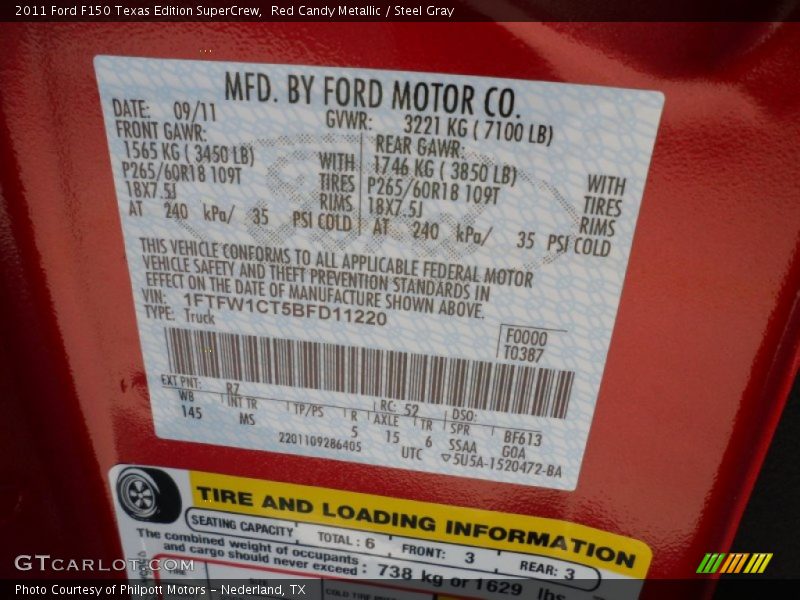 2011 Ford F150 Texas Edition SuperCrew,  Red Candy Metallic / Steel Gray
MFD. BY FORD MOTOR CO.
DATE: 09/11
GVWR: 3221 KG ( 7100 LB)
FRONT GAWR:
1565 KG ( 3450 LB)
P265/60R18 109T
18X7.5J
WITH
TIRES
RIMS
AT 240 kPa/ 35 PSI COLD
REAR GAWR:
1746 KG ( 3850 LB)
P265/60R18 109T
18X7.5J
WITH
TIRES
RIMS
AT 240 kPa/ 35 PSI COLD
THIS VEHICLE CONFORMS TO ALL APPLICABLE FEDERAL MOTOR
VEHICLE SAFETY AND THEFT PREVENTION STANDARDS IN
EFFECT ON THE DATE OF MANUFACTURE SHOWN ABOVE.
VIN: 1FTFW1CT5BFD11220
TYPE: Truck
F0000
T0387
EXT PNT: RZ RC: 52 DSO:
WB INT TR TP/PS R AXLE TR SPR BF613
145 MS 5 15 6 SSAA GOA
2201109286405 UTC ▽5U5A-1520472-BA
TIRE AND LOADING INFORMATION
SEATING CAPACITY TOTAL : 6 FRONT: 3 REAR: 3
The combined weight of occupants
and cargo should never exceed : 738 kg or 1629 lbs
GTcarlot.com
Photo Courtesy of Philpott Motors – Nederland, TX